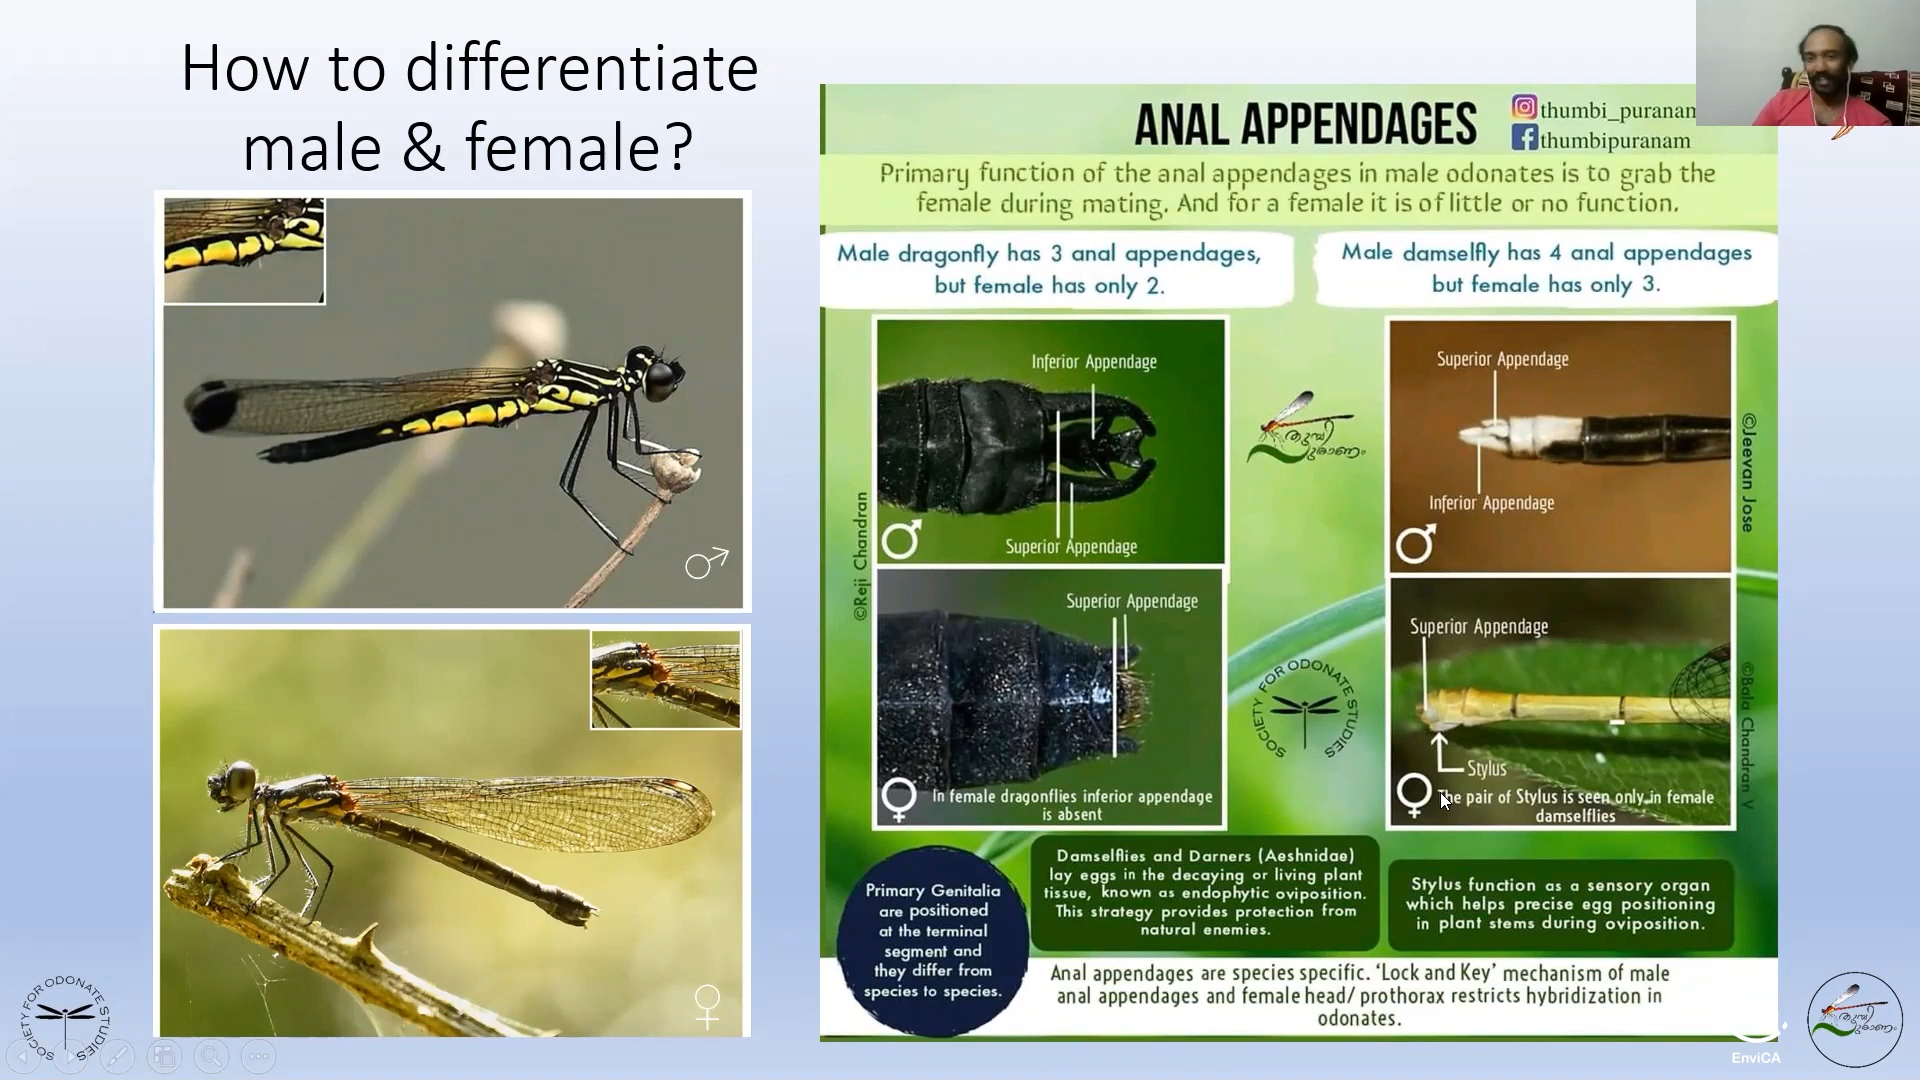 How to differentiate
male & female?
♂
♀
ANAL APPENDAGES
thumbi_puranam
thumbipuranam
Primary function of the anal appendages in male odonates is to grab the
female during mating. And for a female it is of little or no function.
Male dragonfly has 3 anal appendages,
but female has only 2.
Male damselfly has 4 anal appendages
but female has only 3.
Inferior Appendage
Superior Appendage
♂
©Reji Chandran
Superior Appendage
♀
In female dragonflies inferior appendage
is absent
Superior Appendage
Inferior Appendage
♂
©Jeevan Jose
Superior Appendage
Stylus
♀
The pair of Stylus is seen only in female
damselflies
©Bala Chandran V
തുമ്പി
പുരാണം
SOCIETY FOR ODONATE STUDIES
Primary Genitalia
are positioned
at the terminal
segment and
they differ from
species to species.
Damselflies and Darners (Aeshnidae)
lay eggs in the decaying or living plant
tissue, known as endophytic oviposition.
This strategy provides protection from
natural enemies.
Stylus function as a sensory organ
which helps precise egg positioning
in plant stems during oviposition.
Anal appendages are species specific. ‘Lock and Key’ mechanism of male
anal appendages and female head/ prothorax restricts hybridization in
odonates.
SOCIETY FOR ODONATE STUDIES
EnviCA
തുമ്പി
പുരാണം